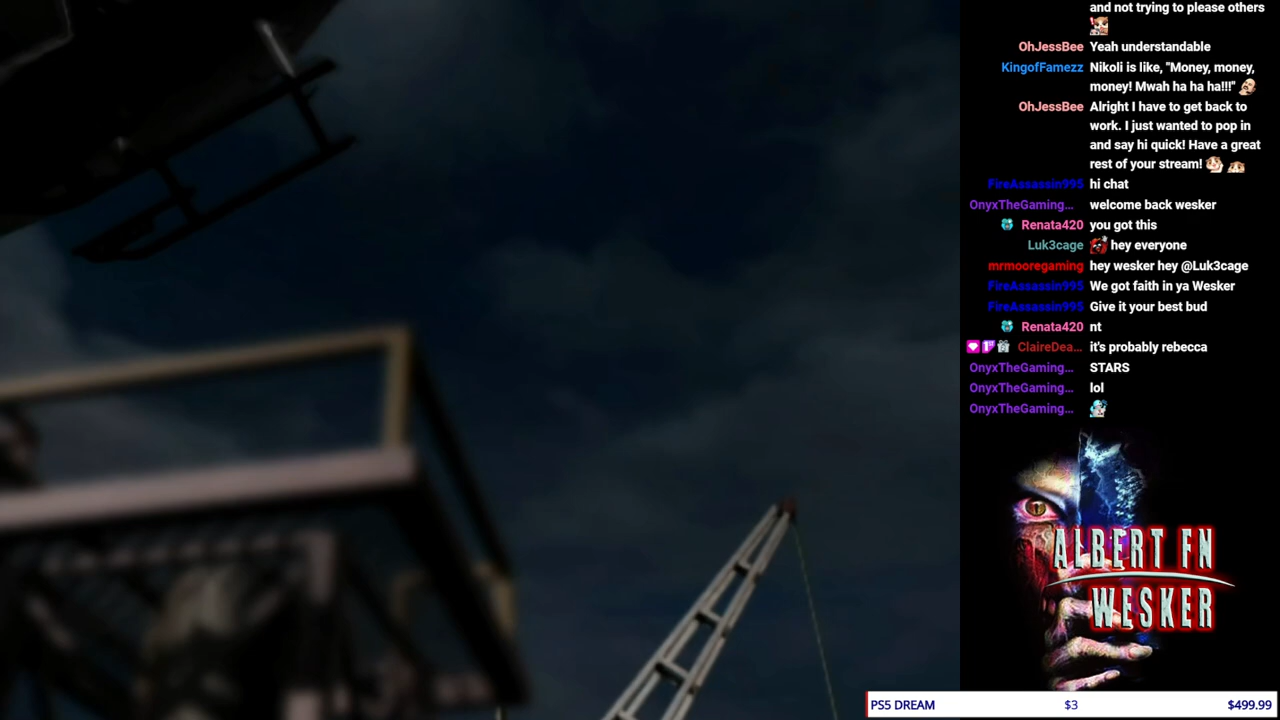 and not trying to please others
OhJessBee Yeah understandable
KingofFamezz Nikoli is like, "Money, money,
money! Mwah ha ha ha!!!"
OhJessBee Alright I have to get back to
work. I just wanted to pop in
and say hi quick! Have a great
rest of your stream!
FireAssassin995 hi chat
OnyxTheGaming... welcome back wesker
Renata420 you got this
Luk3cage hey everyone
mrmooregaming hey wesker hey @Luk3cage
FireAssassin995 We got faith in ya Wesker
FireAssassin995 Give it your best bud
Renata420 nt
ClaireDea... it's probably rebecca
OnyxTheGaming... STARS
OnyxTheGaming... lol
OnyxTheGaming...
ALBERT FN
WESKER
PS5 DREAM $3 $499.99